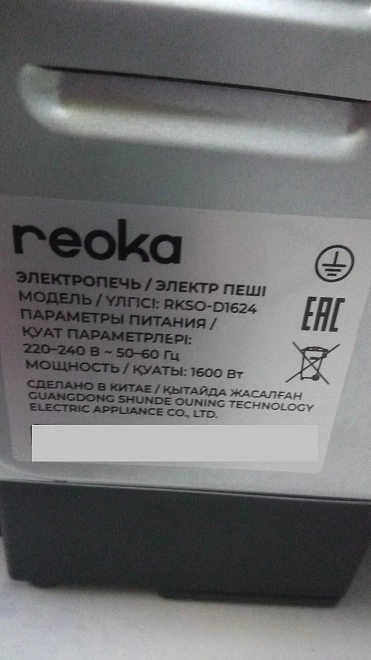 reoka
ЭЛЕКТРОПЕЧЬ / ЭЛЕКТР ПЕШІ
МОДЕЛЬ / ҮЛГІСІ: RKSO-D1624
ПАРАМЕТРЫ ПИТАНИЯ /
ҚУАТ ПАРАМЕТРЛЕРІ:
220–240 В ~ 50–60 Гц
МОЩНОСТЬ / ҚУАТЫ: 1600 Вт
СДЕЛАНО В КИТАЕ / ҚЫТАЙДА ЖАСАЛҒАН
GUANGDONG SHUNDE OUNING TECHNOLOGY
ELECTRIC APPLIANCE CO., LTD.
EAC